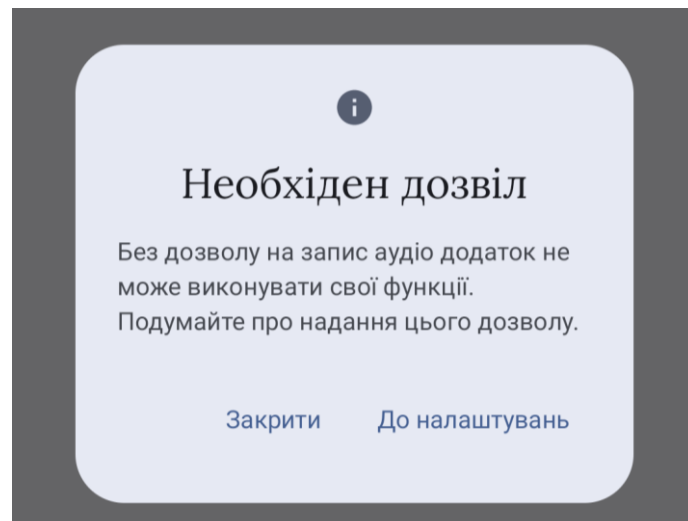 Необхіден дозвіл
Без дозволу на запис аудіо додаток не
може виконувати свої функції.
Подумайте про надання цього дозволу.
Закрити До налаштувань